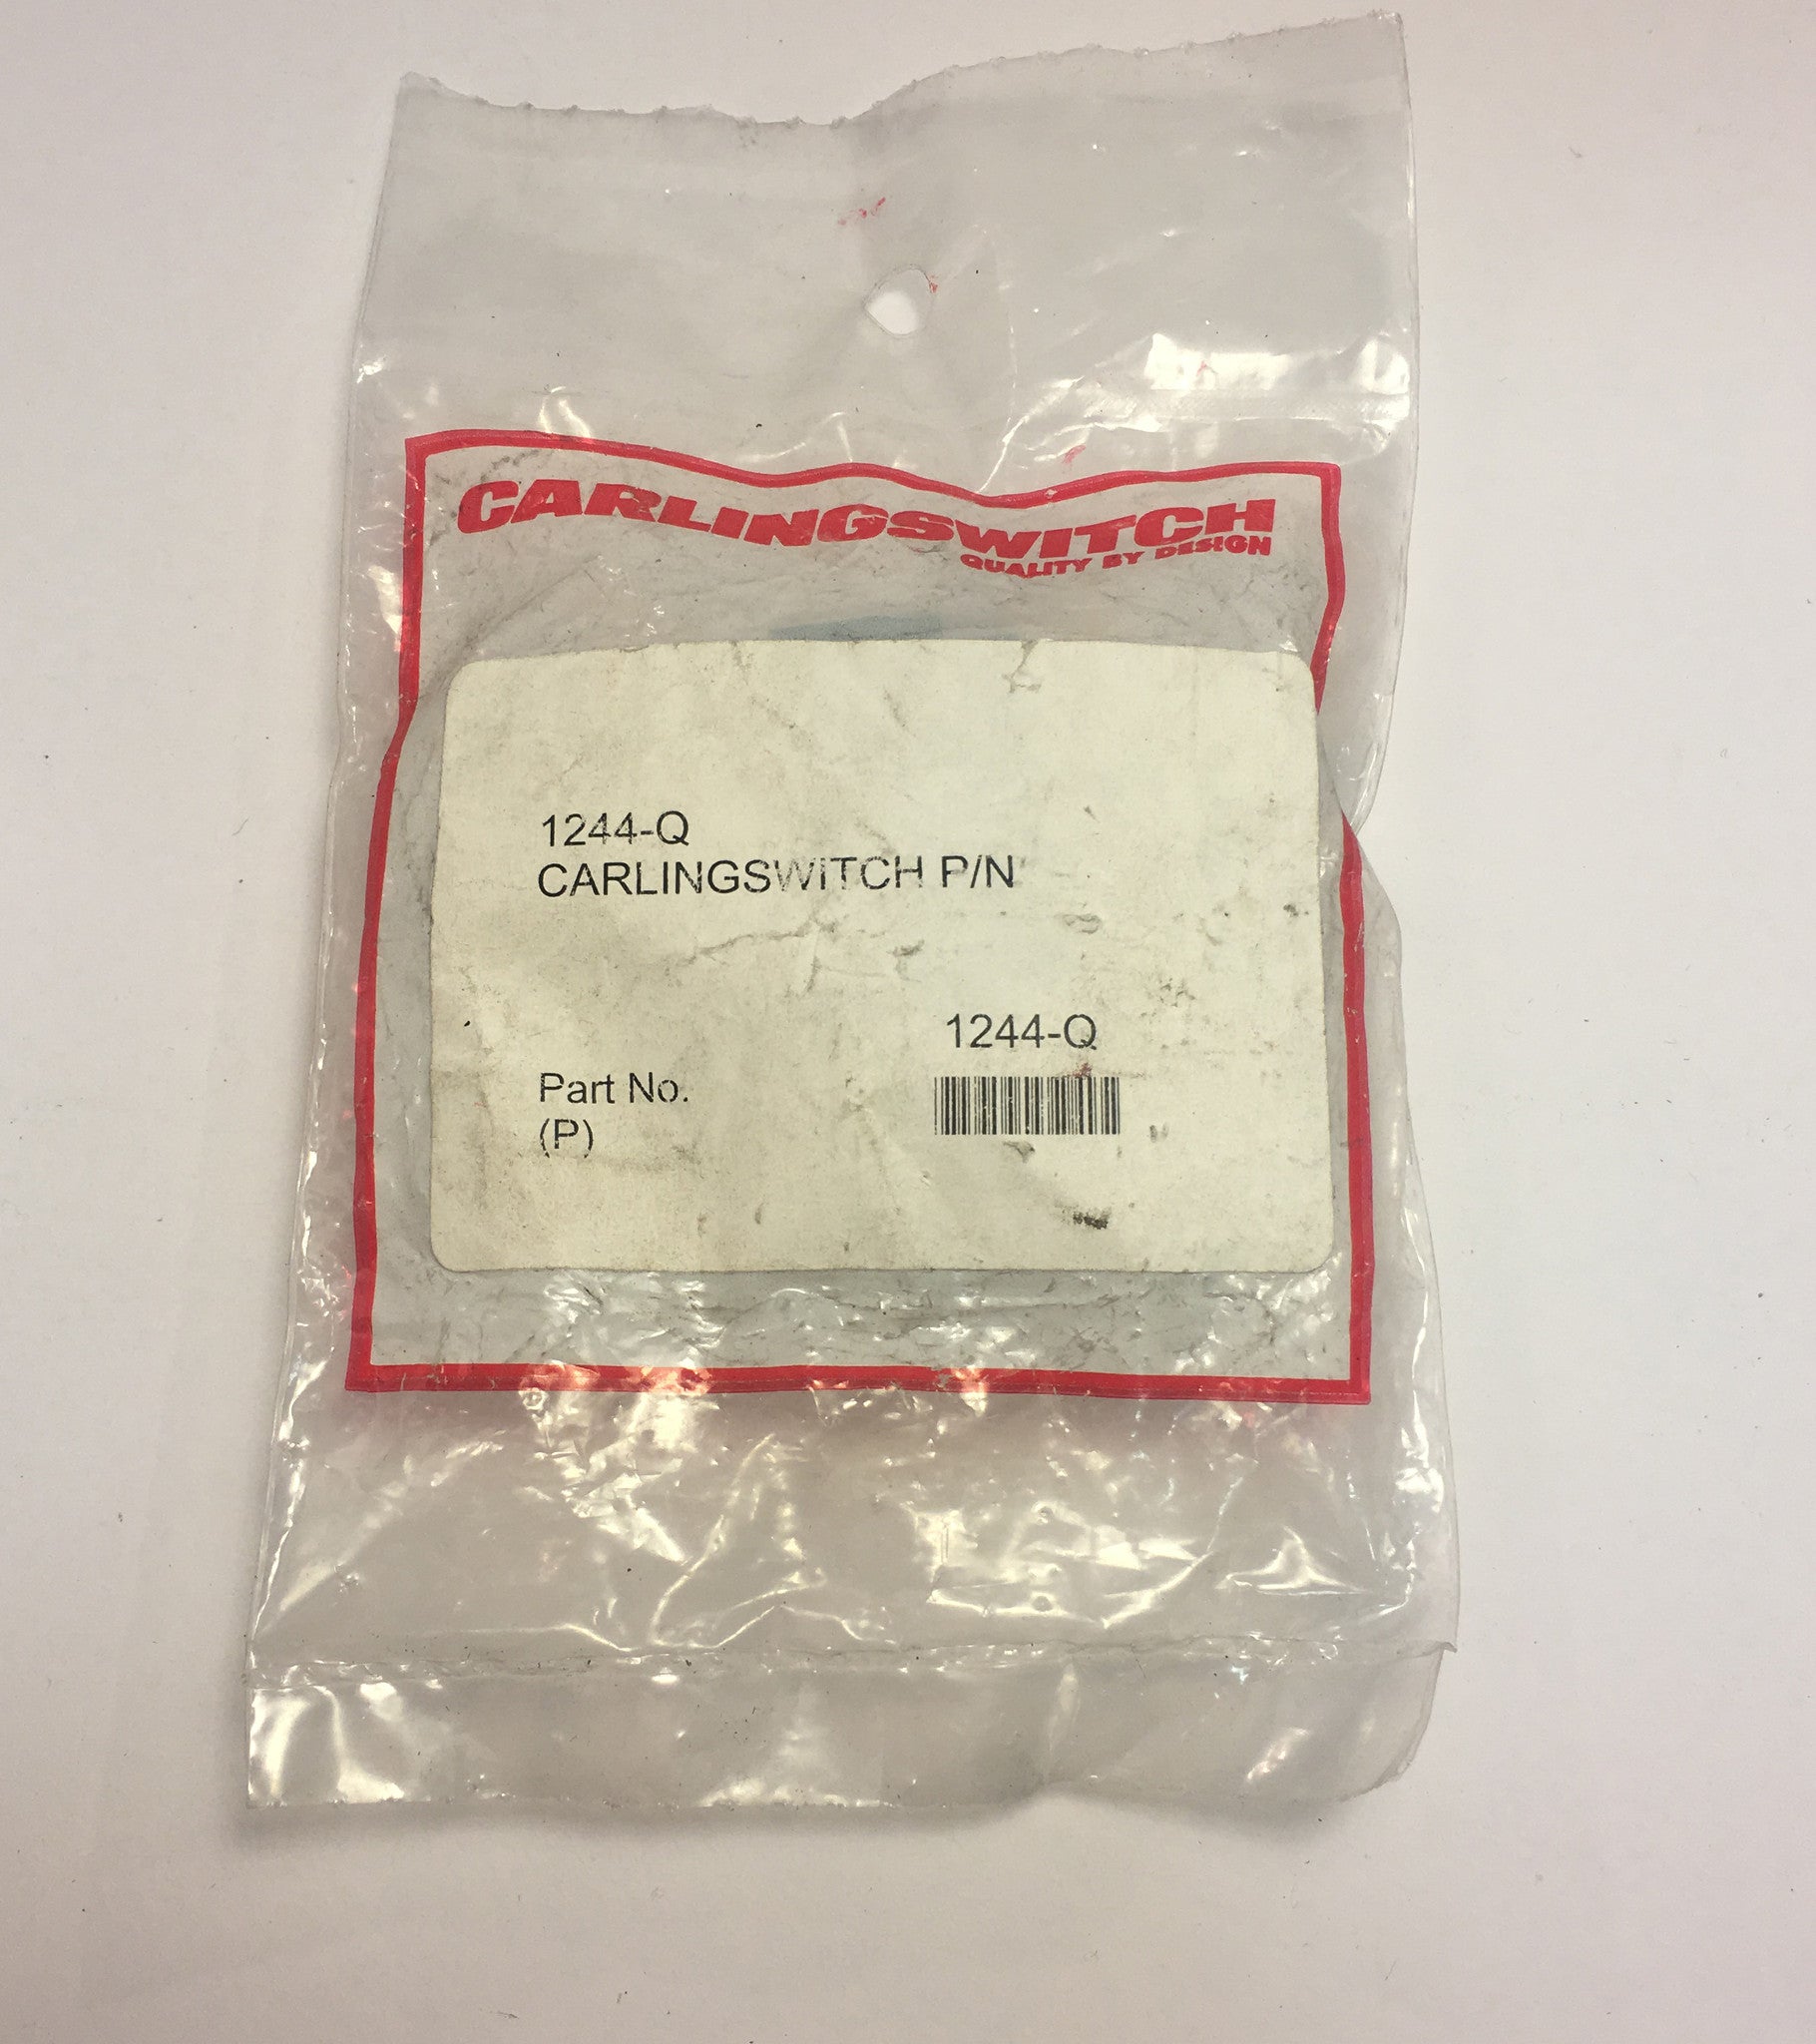 CARLINGSWITCH
QUALITY BY DESIGN
1244-Q
CARLINGSWITCH P/N
1244-Q
Part No.
(P)